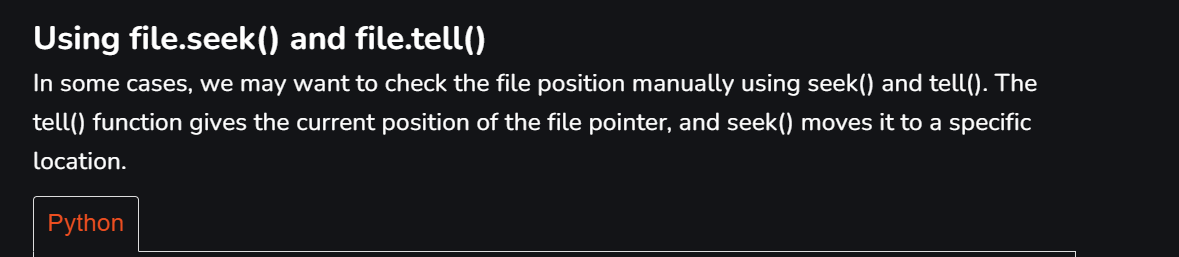 Using file.seek() and file.tell()
In some cases, we may want to check the file position manually using seek() and tell(). The
tell() function gives the current position of the file pointer, and seek() moves it to a specific
location.
Python